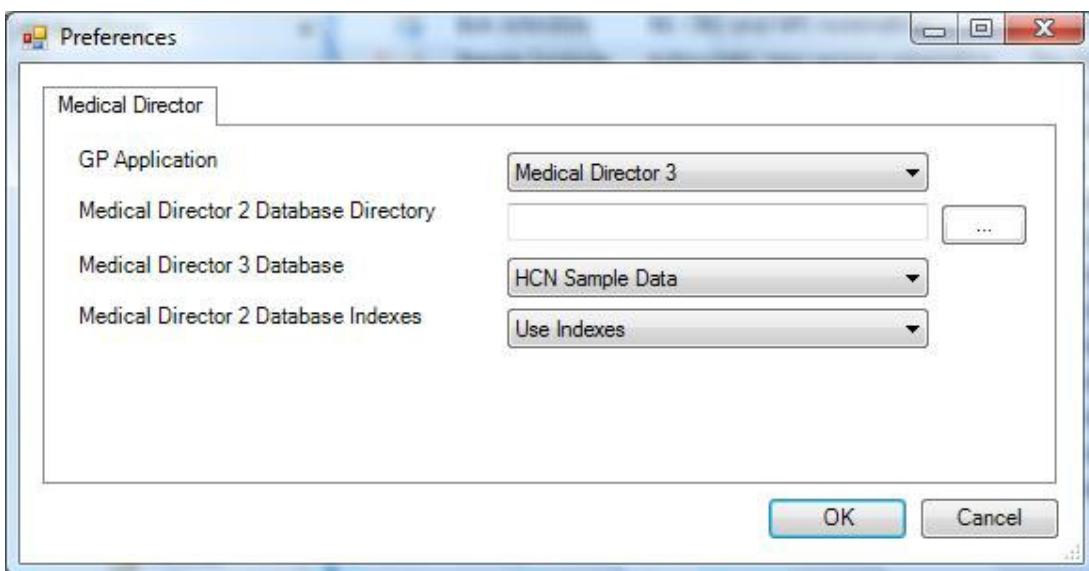 Preferences
Medical Director
GP Application
Medical Director 3
Medical Director 2 Database Directory
...
Medical Director 3 Database
HCN Sample Data
Medical Director 2 Database Indexes
Use Indexes
OK
Cancel